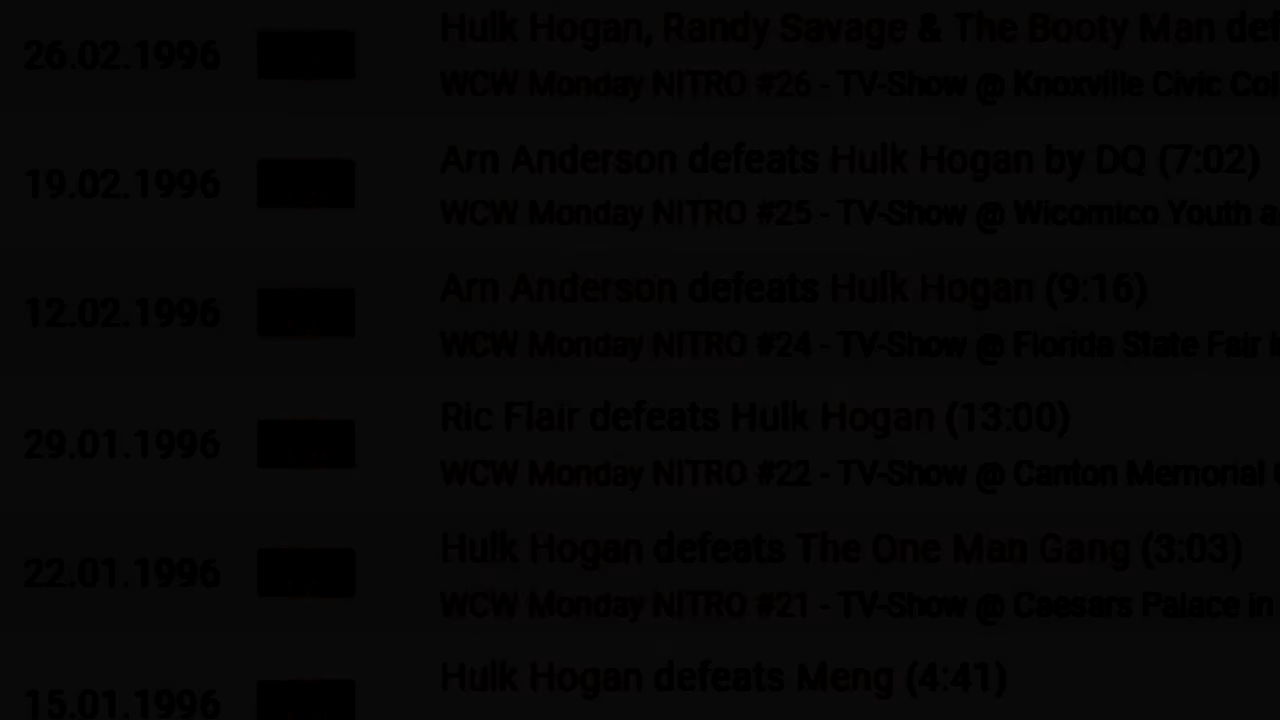 Hulk Hogan, Randy Savage & The Booty Man
26.02.1996
WCW Monday NITRO #26 - TV-Show @ Knoxville Civic
Arn Anderson defeats Hulk Hogan by DQ (7:02)
19.02.1996
WCW Monday NITRO #25 - TV-Show @ Wicomico Youth
Arn Anderson defeats Hulk Hogan (9:16)
12.02.1996
WCW Monday NITRO #24 - TV-Show @ Florida State Fair
Ric Flair defeats Hulk Hogan (13:00)
29.01.1996
WCW Monday NITRO #22 - TV-Show @ Canton Memorial
Hulk Hogan defeats The One Man Gang (3:03)
22.01.1996
WCW Monday NITRO #21 - TV-Show @ Caesars Palace in
Hulk Hogan defeats Meng (4:41)
15.01.1996